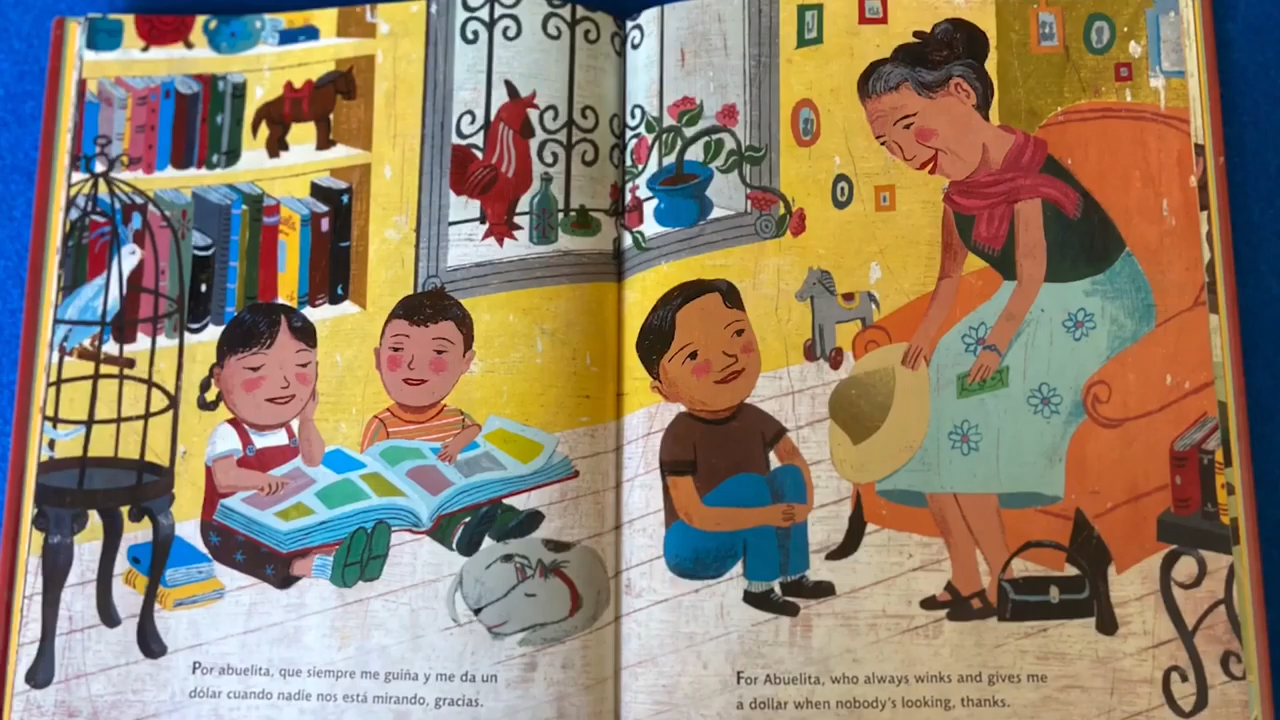 Por abuelita, que siempre me guiña y me da un
dólar cuando nadie nos está mirando, gracias.
For Abuelita, who always winks and gives me
a dollar when nobody's looking, thanks.